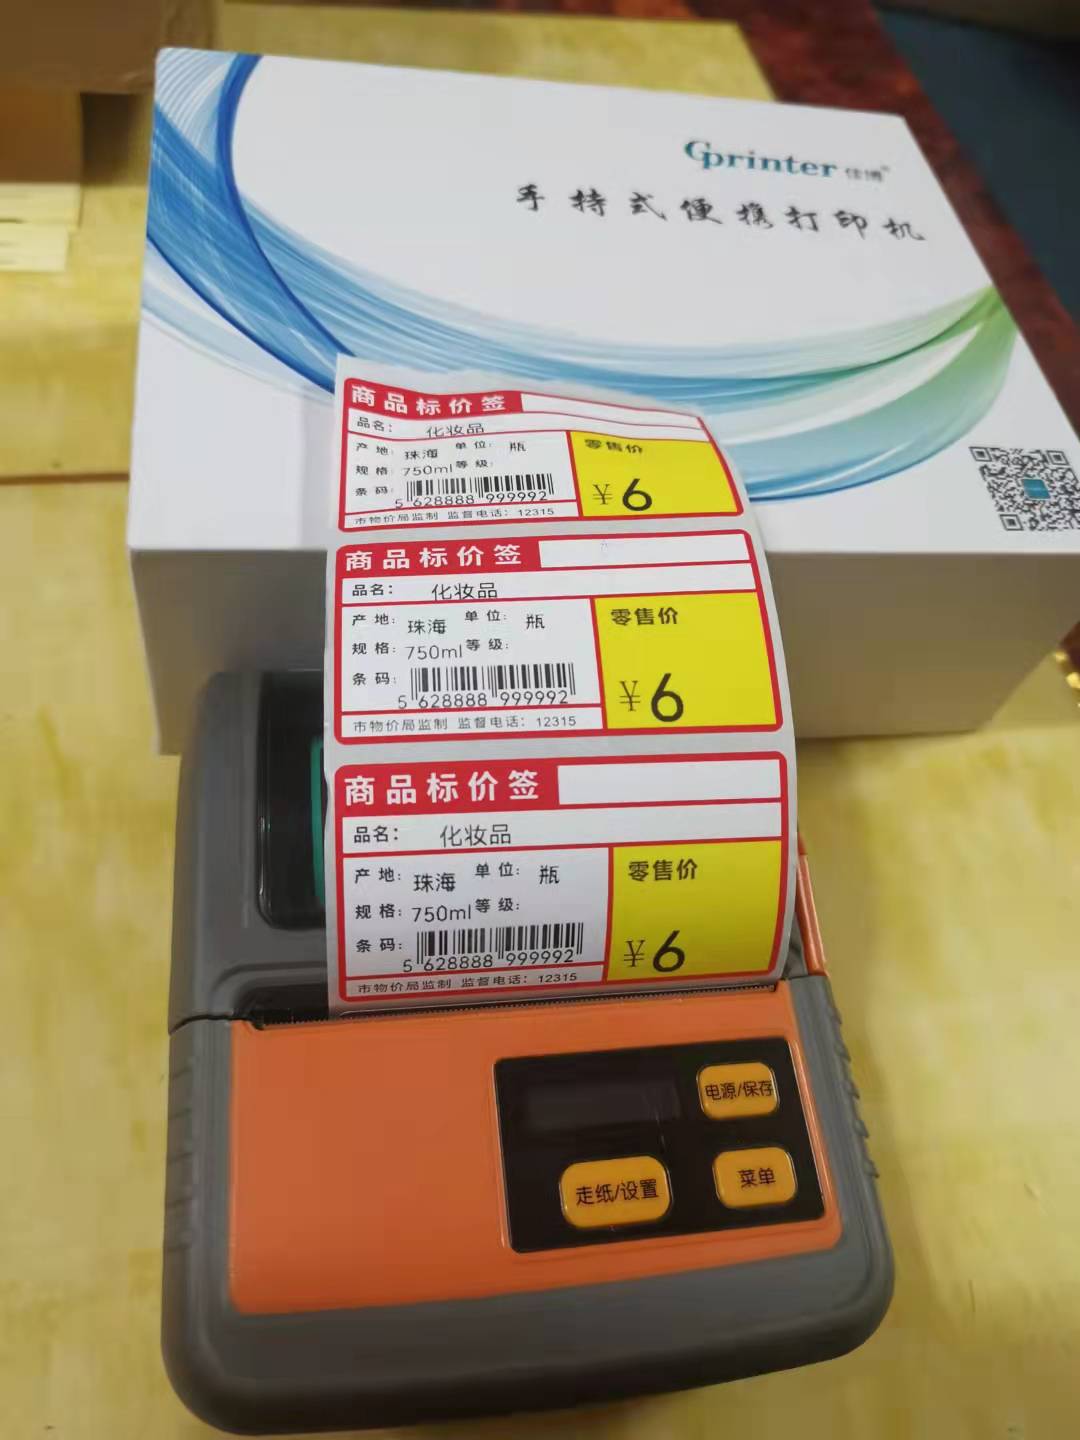 Gprinter 佳博
手持式便携打印机
商品标价签
品名： 化妆品
产地：珠海 单位：瓶
零售价
规格：750ml 等级：
条码：
¥6
5 628888 999992
市物价局监制 监督电话：12315
商品标价签
品名： 化妆品
产地：珠海 单位：瓶
零售价
规格：750ml 等级：
条码：
¥6
5 628888 999992
市物价局监制 监督电话：12315
商品标价签
品名： 化妆品
产地：珠海 单位：瓶
零售价
规格：750ml 等级：
条码：
¥6
5 628888 999992
市物价局监制 监督电话：12315
电源/保存
走纸/设置
菜单